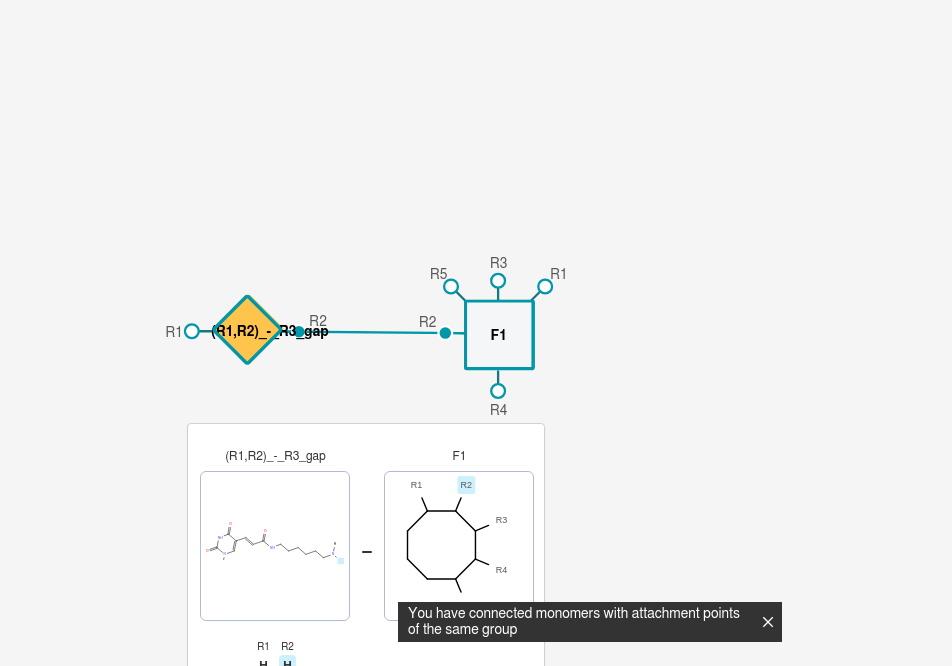 R3
R5
R1
R2
R2
R1
(R1,R2)_-_R3_gap
F1
R4
(R1,R2)_-_R3_gap
F1
R1
R2
R3
R4
–
You have connected monomers with attachment points
of the same group
R1 R2
H H